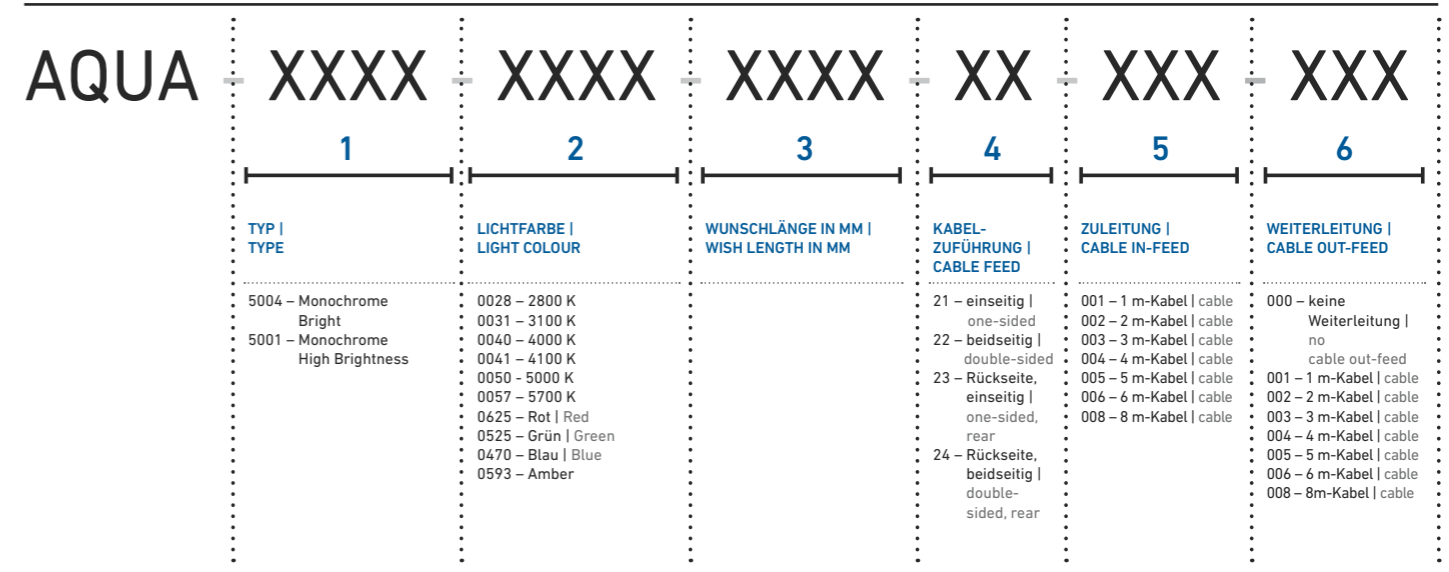 AQUA - XXXX - XXXX - XXXX - XX - XXX - XXX
1 2 3 4 5 6
TYP |
TYPE
LICHTFARBE |
LIGHT COLOUR
WUNSCHLÄNGE IN MM |
WISH LENGTH IN MM
KABEL-
ZUFÜHRUNG |
CABLE FEED
ZULEITUNG |
CABLE IN-FEED
WEITERLEITUNG |
CABLE OUT-FEED
5004 – Monochrome
Bright
5001 – Monochrome
High Brightness
0028 – 2800 K
0031 – 3100 K
0040 – 4000 K
0041 – 4100 K
0050 - 5000 K
0057 – 5700 K
0625 – Rot | Red
0525 – Grün | Green
0470 – Blau | Blue
0593 – Amber
21 – einseitig |
one-sided
22 – beidseitig |
double-sided
23 – Rückseite,
einseitig |
one-sided,
rear
24 – Rückseite,
beidseitig |
double-
sided, rear
001 – 1 m-Kabel | cable
002 – 2 m-Kabel | cable
003 – 3 m-Kabel | cable
004 – 4 m-Kabel | cable
005 – 5 m-Kabel | cable
006 – 6 m-Kabel | cable
008 – 8 m-Kabel | cable
000 – keine
Weiterleitung |
no
cable out-feed
001 – 1 m-Kabel | cable
002 – 2 m-Kabel | cable
003 – 3 m-Kabel | cable
004 – 4 m-Kabel | cable
005 – 5 m-Kabel | cable
006 – 6 m-Kabel | cable
008 – 8m-Kabel | cable